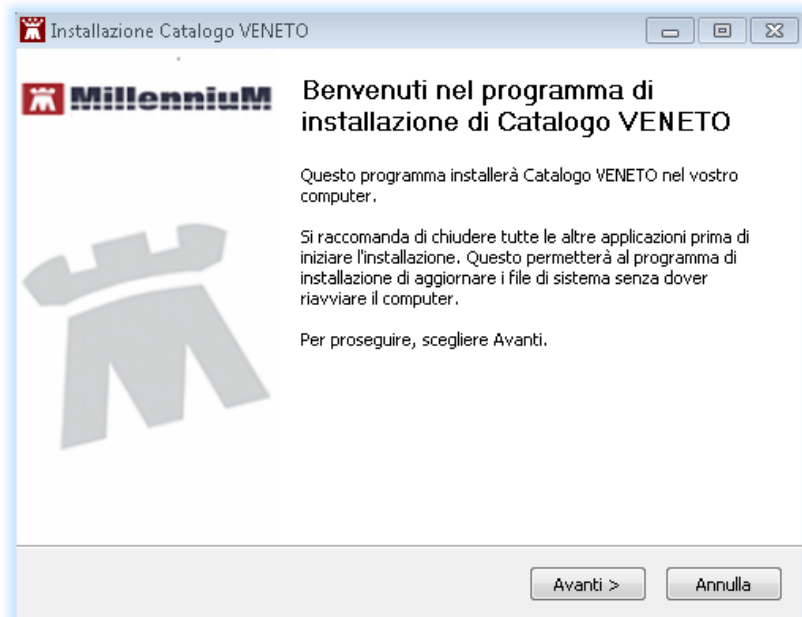 Installazione Catalogo VENETO
MillenniuM
Benvenuti nel programma di
installazione di Catalogo VENETO
Questo programma installerà Catalogo VENETO nel vostro
computer.
Si raccomanda di chiudere tutte le altre applicazioni prima di
iniziare l'installazione. Questo permetterà al programma di
installazione di aggiornare i file di sistema senza dover
riavviare il computer.
Per proseguire, scegliere Avanti.
Avanti >
Annulla